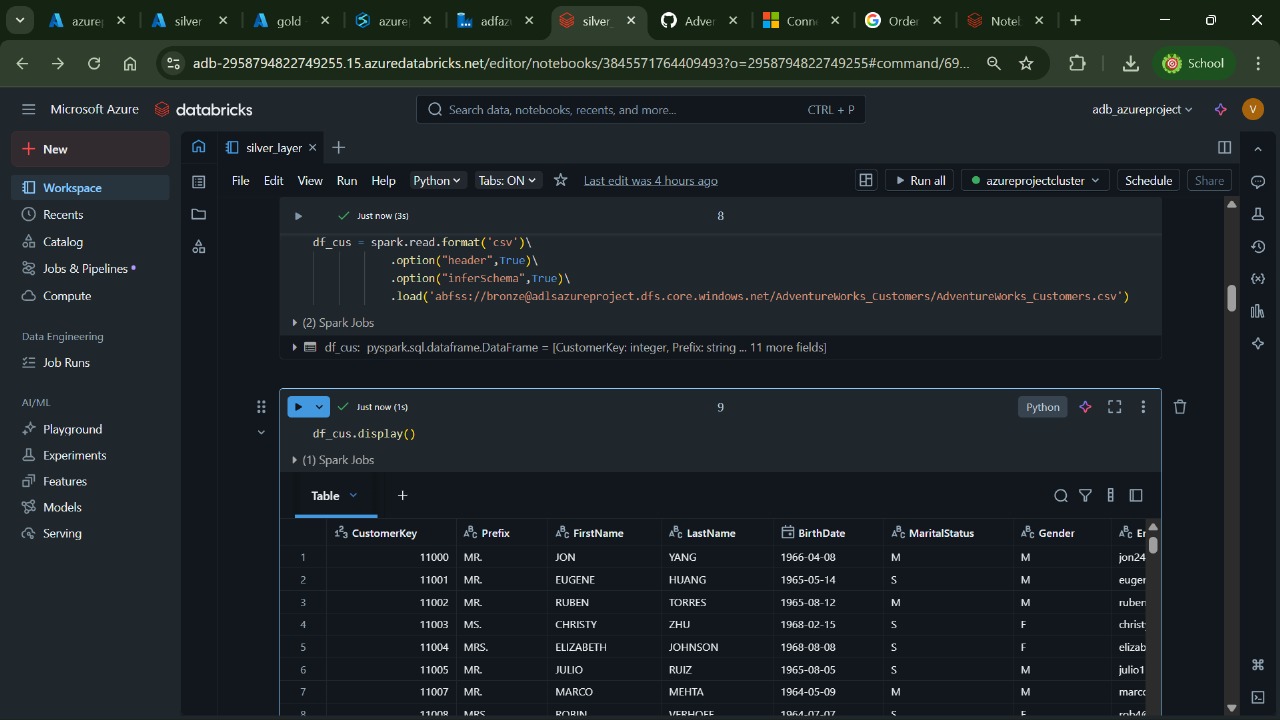 azure
silver
gold
azure
adfaz
silver_
Adver
Conn
Order
Notel
adb-2958794822749255.15.azuredatabricks.net/editor/notebooks/3845571764409493?o=2958794822749255#command/69...
School
Microsoft Azure
databricks
Search data, notebooks, recents, and more...
CTRL + P
adb_azureproject
V
New
Workspace
Recents
Catalog
Jobs & Pipelines
Compute
Data Engineering
Job Runs
AI/ML
Playground
Experiments
Features
Models
Serving
silver_layer
File Edit View Run Help Python Tabs: ON Last edit was 4 hours ago
Run all
azureprojectcluster
Schedule
Share
Just now (3s)
8
df_cus = spark.read.format('csv')\
.option("header",True)\
.option("inferSchema",True)\
.load('abfss://bronze@adlsazureproject.dfs.core.windows.net/AdventureWorks_Customers/AdventureWorks_Customers.csv')
(2) Spark Jobs
df_cus: pyspark.sql.dataframe.DataFrame = [CustomerKey: integer, Prefix: string ... 11 more fields]
Just now (1s)
9
Python
df_cus.display()
(1) Spark Jobs
Table
CustomerKey Prefix FirstName LastName BirthDate MaritalStatus Gender
1 11000 MR. JON YANG 1966-04-08 M M jon24
2 11001 MR. EUGENE HUANG 1965-05-14 S M euger
3 11002 MR. RUBEN TORRES 1965-08-12 M M ruben
4 11003 MS. CHRISTY ZHU 1968-02-15 S F christ
5 11004 MRS. ELIZABETH JOHNSON 1968-08-08 S F elizab
6 11005 MR. JULIO RUIZ 1965-08-05 S M julio1
7 11007 MR. MARCO MEHTA 1964-05-09 M M marco
8 11008 MRS. ROBIN VERHOFF 1964-07-07 S F rob4